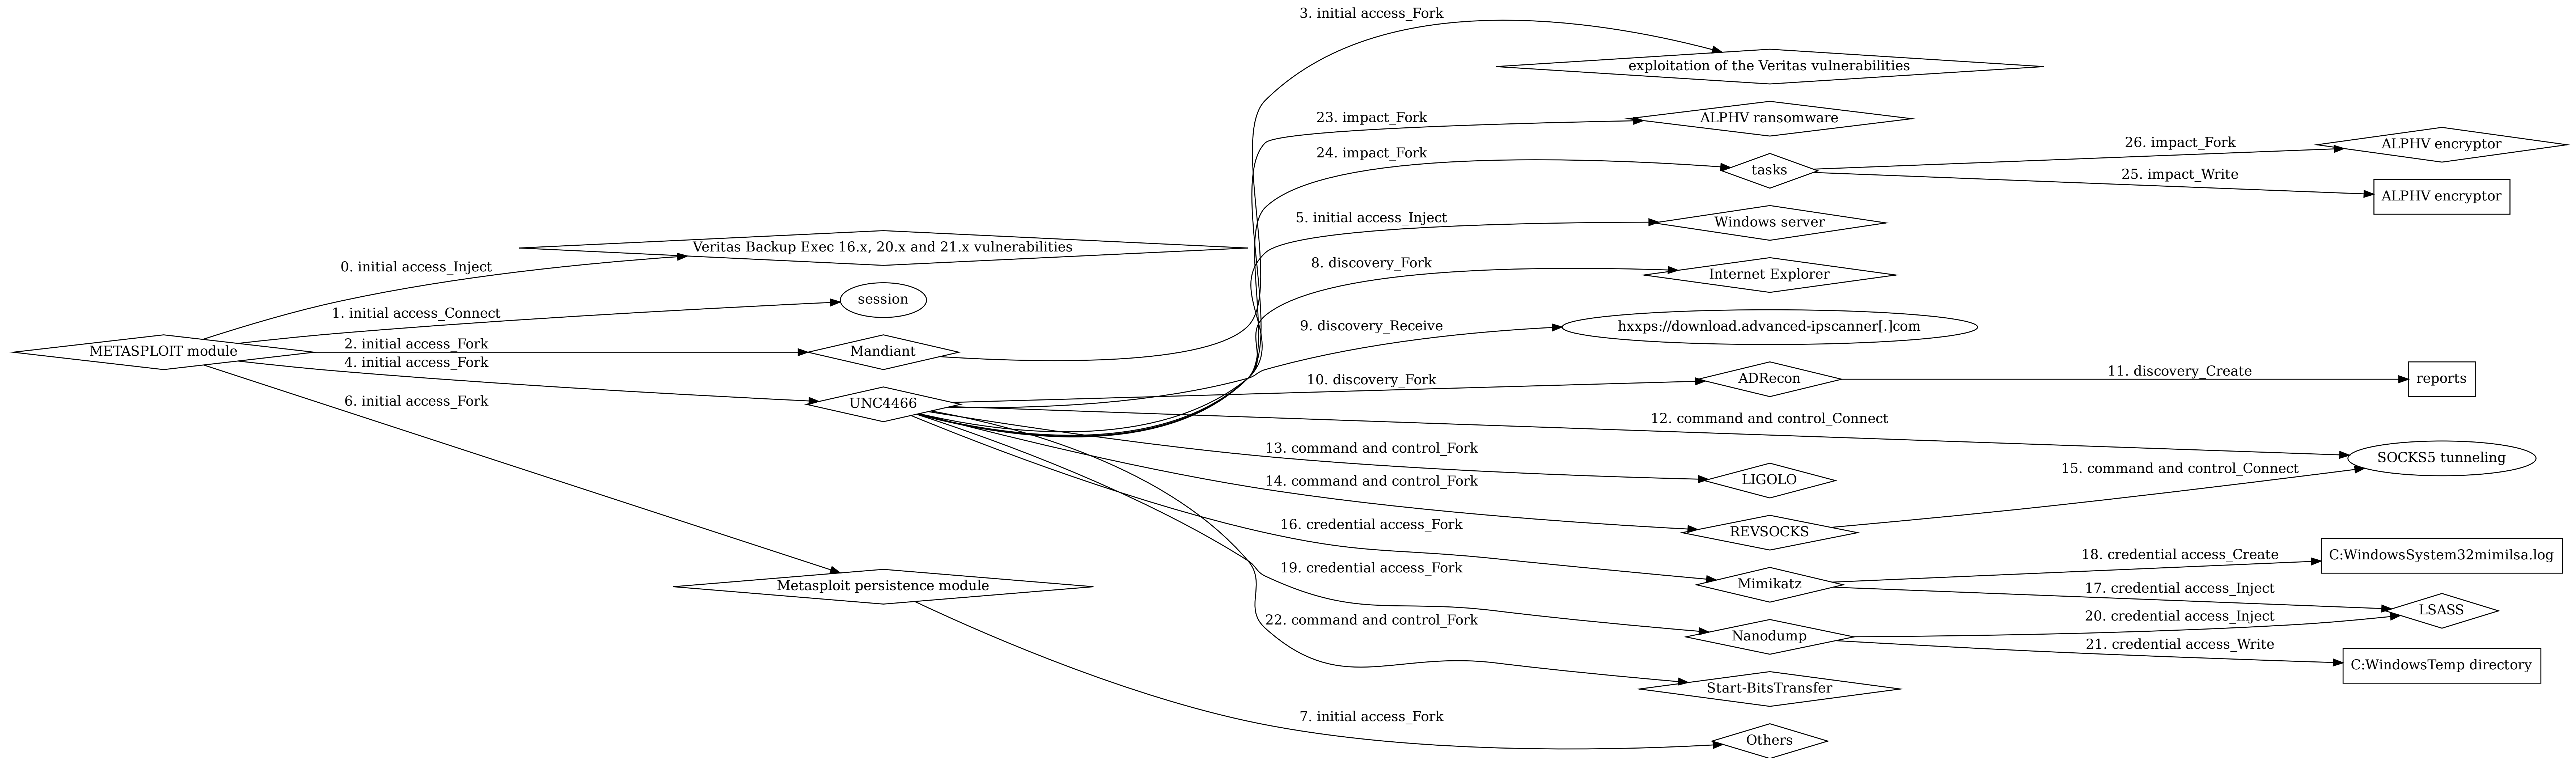 3. initial access_Fork
exploitation of the Veritas vulnerabilities
23. impact_Fork
ALPHV ransomware
24. impact_Fork
tasks
26. impact_Fork
ALPHV encryptor
25. impact_Write
ALPHV encryptor
5. initial access_Inject
Windows server
Veritas Backup Exec 16.x, 20.x and 21.x vulnerabilities
0. initial access_Inject
8. discovery_Fork
Internet Explorer
session
1. initial access_Connect
9. discovery_Receive
hxxps://download.advanced-ipscanner[.]com
METASPLOIT module
2. initial access_Fork
Mandiant
4. initial access_Fork
10. discovery_Fork
ADRecon
11. discovery_Create
reports
6. initial access_Fork
UNC4466
12. command and control_Connect
SOCKS5 tunneling
13. command and control_Fork
LIGOLO
15. command and control_Connect
14. command and control_Fork
REVSOCKS
16. credential access_Fork
18. credential access_Create
C:WindowsSystem32mimilsa.log
19. credential access_Fork
Mimikatz
17. credential access_Inject
LSASS
Metasploit persistence module
20. credential access_Inject
22. command and control_Fork
Nanodump
21. credential access_Write
C:WindowsTemp directory
Start-BitsTransfer
7. initial access_Fork
Others